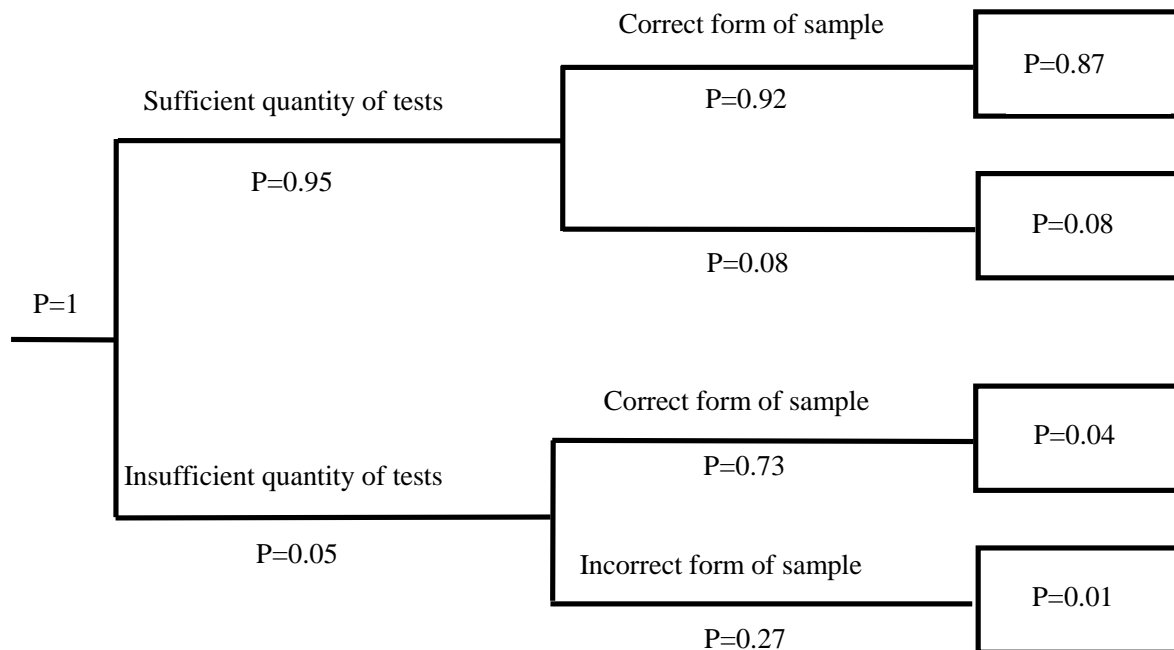 Correct form of sample
P=0.87
P=0.92
Sufficient quantity of tests
P=0.95
P=0.08
P=0.08
P=1
Correct form of sample
P=0.04
P=0.73
Insufficient quantity of tests
P=0.05
Incorrect form of sample
P=0.01
P=0.27